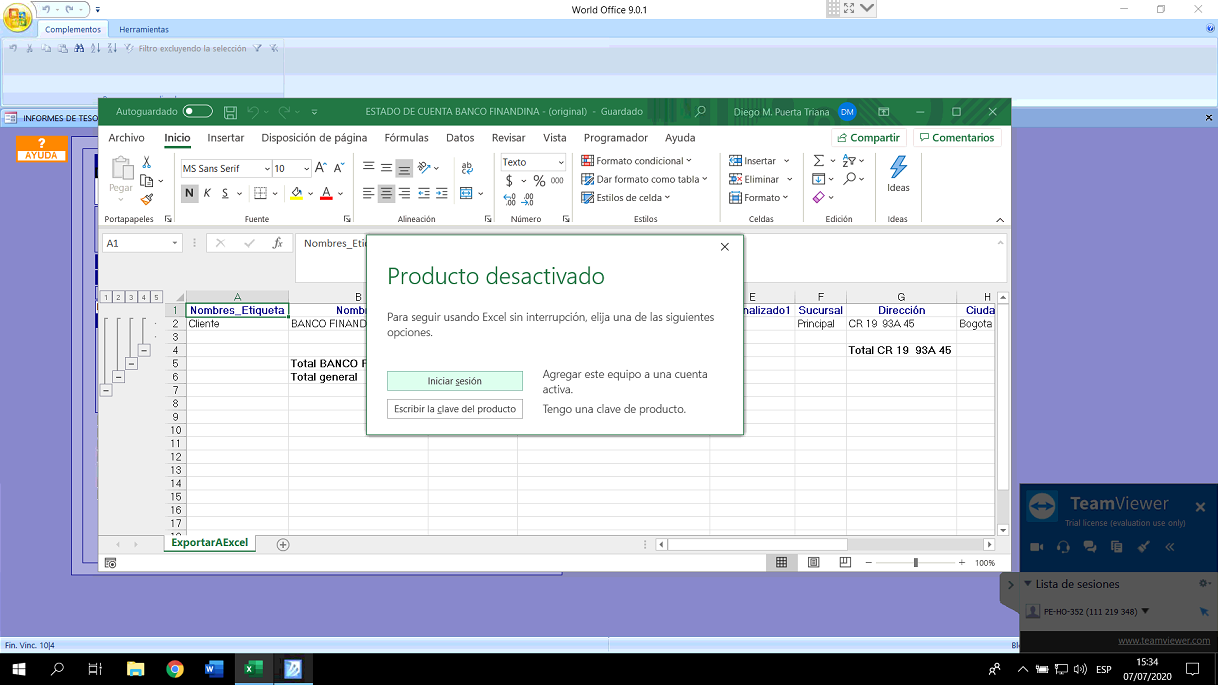 World Office 9.0.1
Complementos
Herramientas
Filtro excluyendo la selección
INFORMES DE TESO
?
AYUDA
Autoguardado
ESTADO DE CUENTA BANCO FINANDINA - (original) - Guardado
Diego M. Puerta Triana
DM
Archivo
Inicio
Insertar
Disposición de página
Fórmulas
Datos
Revisar
Vista
Programador
Ayuda
Compartir
Comentarios
Pegar
Portapapeles
MS Sans Serif
10
N K S
Fuente
Alineación
Texto
$ % 000
Número
Formato condicional
Dar formato como tabla
Estilos de celda
Estilos
Insertar
Eliminar
Formato
Celdas
Edición
Ideas
Ideas
A1
fx
Nombres_Etiq
Producto desactivado
Para seguir usando Excel sin interrupción, elija una de las siguientes
opciones.
Iniciar sesión
Agregar este equipo a una cuenta
activa.
Escribir la clave del producto
Tengo una clave de producto.
1 2 3 4 5
A B E F G H
1 Nombres_Etiqueta Nomb nalizado1 Sucursal Dirección Ciuda
2 Cliente BANCO FINAND Principal CR 19 93A 45 Bogota
3
4 Total CR 19 93A 45
5 Total BANCO F
6 Total general
7
8
9
10
11
12
13
14
15
16
17
ExportarAExcel
100%
TeamViewer
Trial license (evaluation use only)
Lista de sesiones
PE-HO-352 (111 219 348)
www.teamviewer.com
Fin. Vinc. 10|4
ESP
15:34
07/07/2020